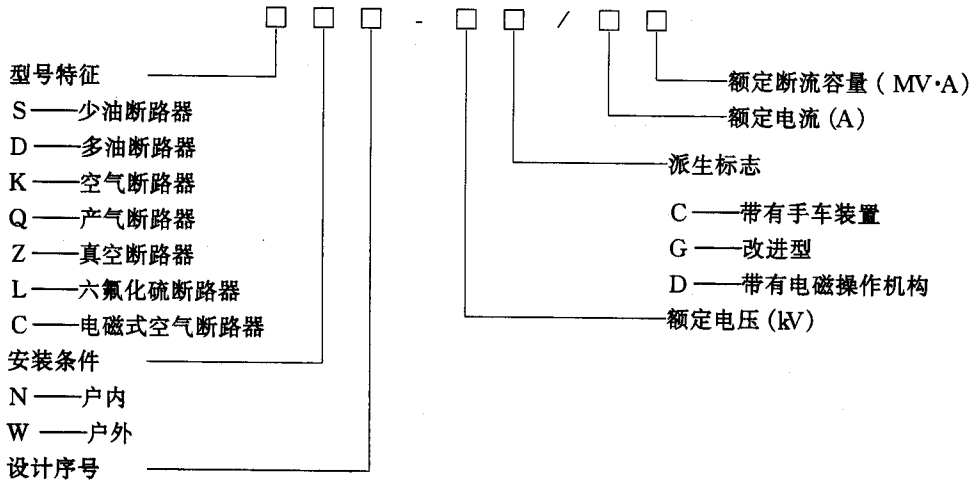 □ □ □ - □ □ / □ □
型号特征
S——少油断路器
D——多油断路器
K——空气断路器
Q——产气断路器
Z——真空断路器
L——六氟化硫断路器
C——电磁式空气断路器
安装条件
N——户内
W——户外
设计序号
额定断流容量(MV·A)
额定电流(A)
派生标志
C——带有手车装置
G——改进型
D——带有电磁操作机构
额定电压(kV)